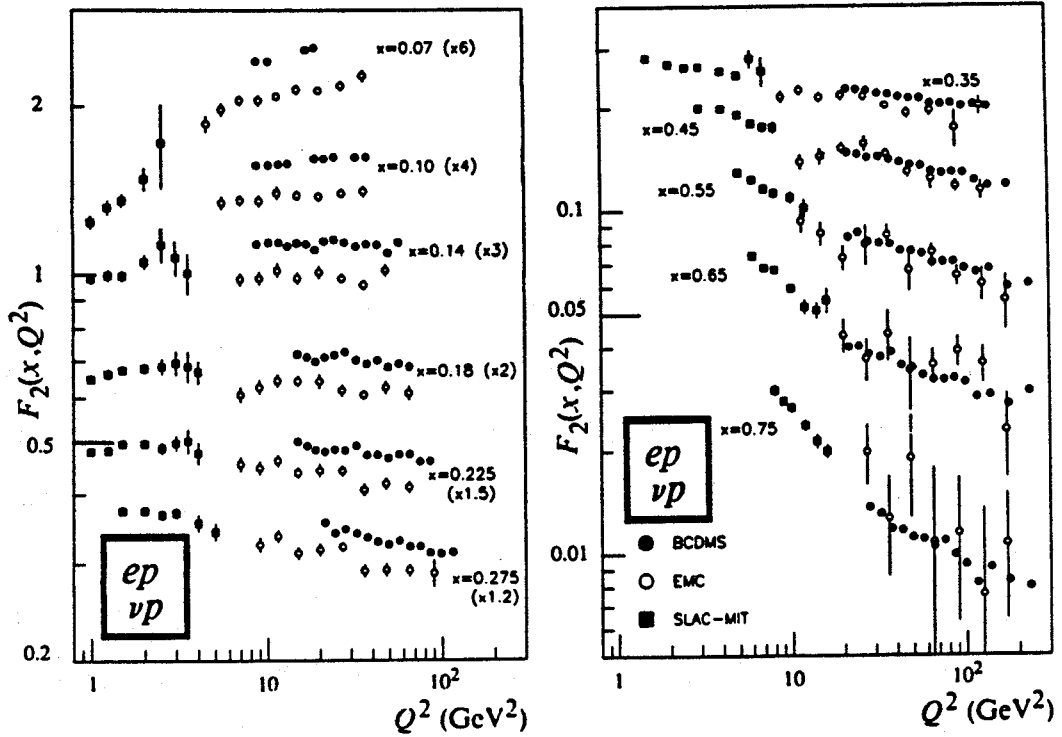 F₂(x,Q²)
2
1
0.5
0.2
x=0.07 (x6)
x=0.10 (x4)
x=0.14 (x3)
x=0.18 (x2)
x=0.225
(x1.5)
x=0.275
(x1.2)
ep
νp
1
10
10²
Q² (GeV²)
F₂(x,Q²)
0.1
0.05
0.01
x=0.35
x=0.45
x=0.55
x=0.65
x=0.75
ep
νp
BCDMS
EMC
SLAC-MIT
1
10
10²
Q² (GeV²)